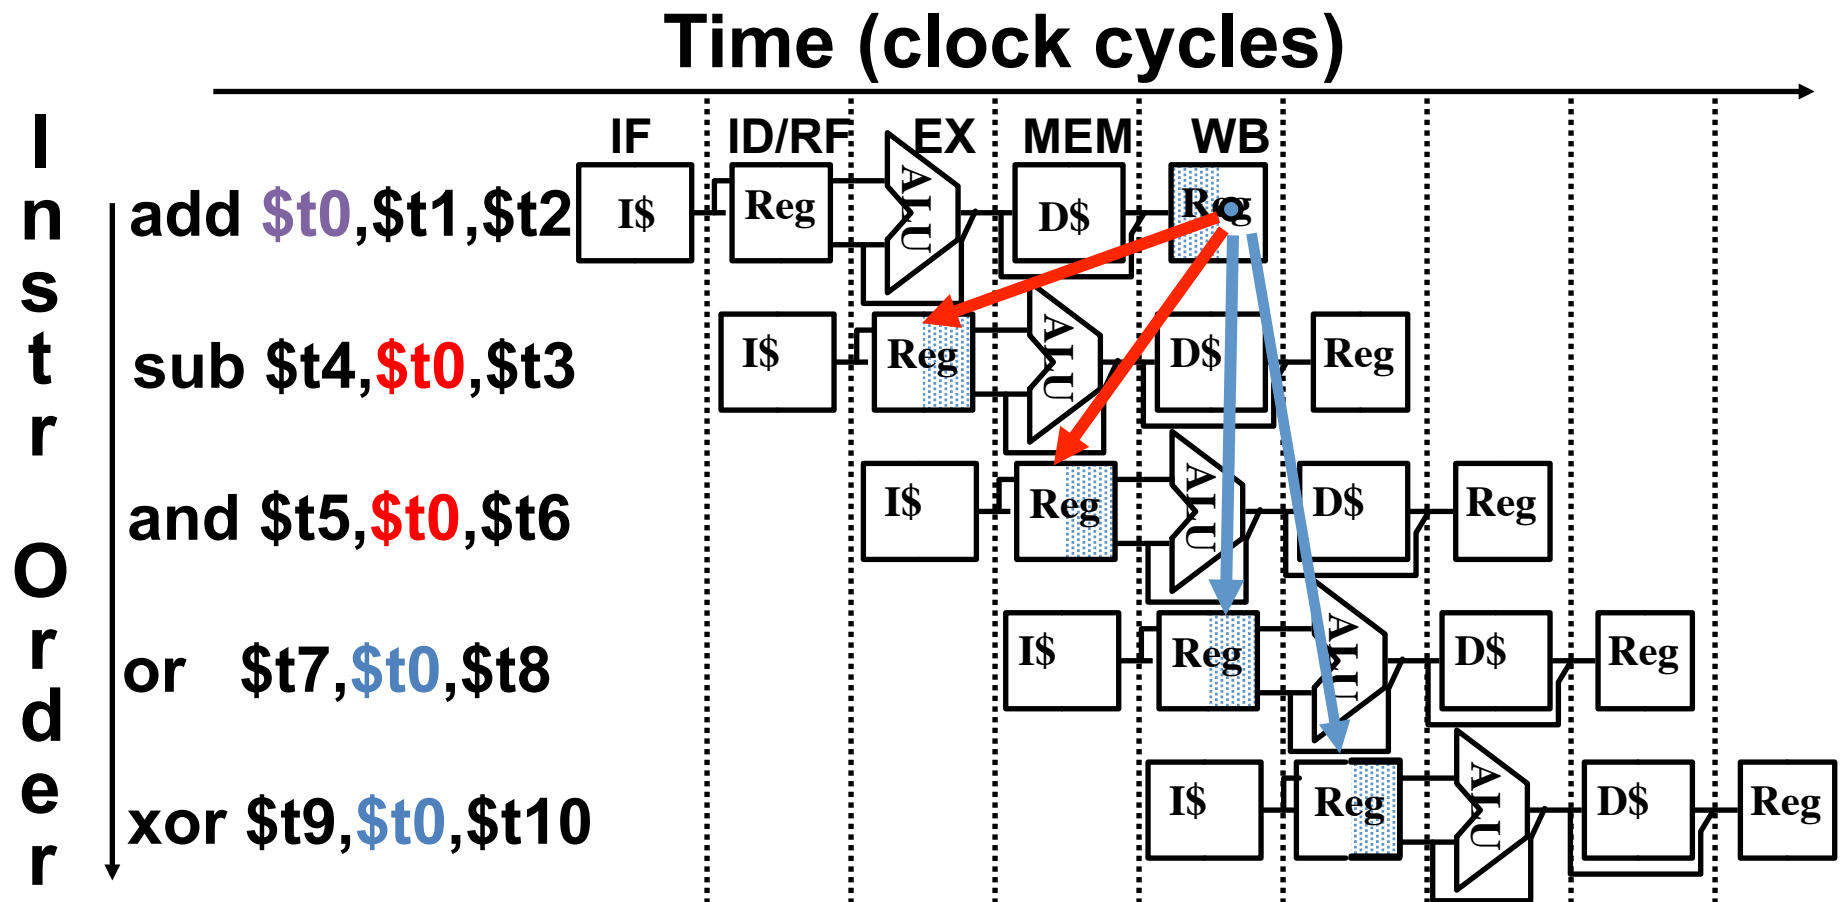 Time (clock cycles)
Instr Order
IF ID/RF EX MEM WB
add $t0,$t1,$t2 I$ Reg ALU D$ Reg
sub $t4,$t0,$t3 I$ Reg ALU D$ Reg
and $t5,$t0,$t6 I$ Reg ALU D$ Reg
or $t7,$t0,$t8 I$ Reg ALU D$ Reg
xor $t9,$t0,$t10 I$ Reg ALU D$ Reg